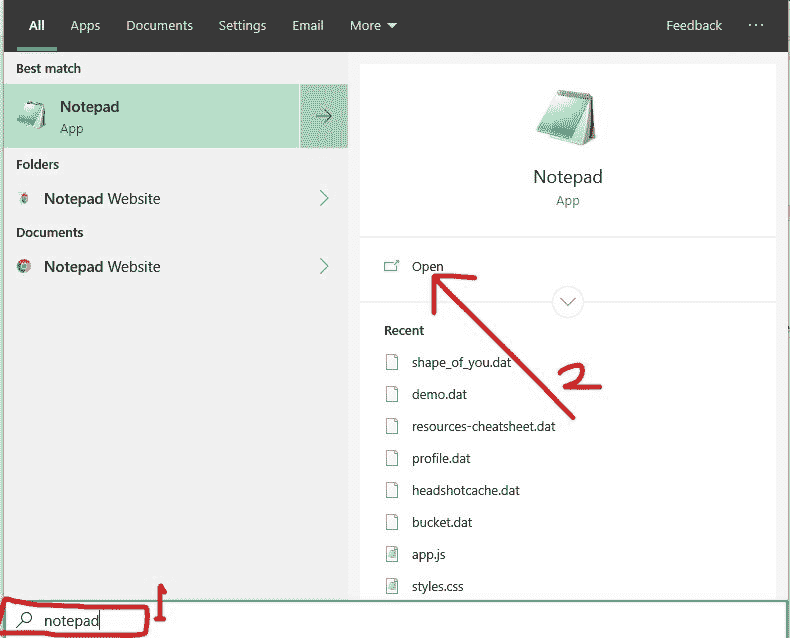 All Apps Documents Settings Email More Feedback ...
Best match
Notepad
App
Folders
Notepad Website
Documents
Notepad Website
Notepad
App
Open
2
Recent
shape_of_you.dat
demo.dat
resources-cheatsheet.dat
profile.dat
headshotcache.dat
bucket.dat
app.js
styles.css
notepad
1